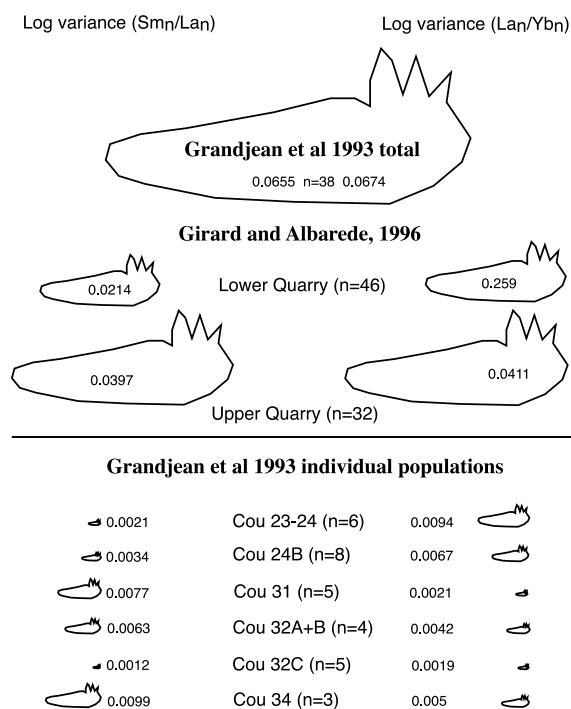 Log variance (Smn/Lan) Log variance (Lan/Ybn)
Grandjean et al 1993 total
0.0655 n=38 0.0674
Girard and Albarede, 1996
0.0214 Lower Quarry (n=46) 0.259
0.0397 0.0411
Upper Quarry (n=32)
Grandjean et al 1993 individual populations
0.0021 Cou 23-24 (n=6) 0.0094
0.0034 Cou 24B (n=8) 0.0067
0.0077 Cou 31 (n=5) 0.0021
0.0063 Cou 32A+B (n=4) 0.0042
0.0012 Cou 32C (n=5) 0.0019
0.0099 Cou 34 (n=3) 0.005